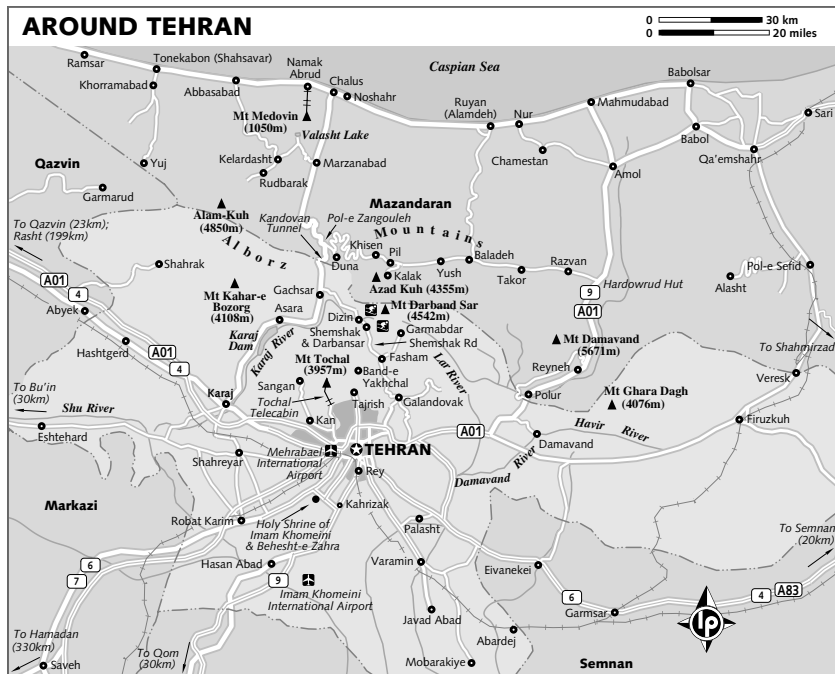 AROUND TEHRAN
0 30 km
0 20 miles
Caspian Sea
Ramsar
Tonekabon (Shahsavar)
Namak
Abrud
Chalus
Noshahr
Khorramabad
Abbasabad
Mt Medovin
(1050m)
Valasht Lake
Ruyan
(Alamdeh)
Nur
Mahmudabad
Babolsar
Sari
Babol
Qa'emshahr
Chamestan
Amol
Qazvin
Yuj
Kelardasht
Marzanabad
Rudbarak
Garmarud
Mazandaran
Alam-Kuh
(4850m)
Kandovan
Tunnel
Pol-e Zangouleh
To Qazvin (23km);
Rasht (199km)
Alborz
Mountains
Khisen
Pil
Duna
Kalak
Yush
Baladeh
Takor
Razvan
Hardowrud Hut
Pol-e Sefid
Alasht
Shahrak
A01
4
Abyek
Mt Kahar-e
Bozorg
(4108m)
Gachsar
Azad Kuh (4355m)
Mt Darband Sar
(4542m)
9
A01
Asara
Dizin
Shemshak
& Darbansar
Garmabdar
Shemshak Rd
Karaj
Dam
Karaj River
Hashtgerd
A01
4
Mt Damavand
(5671m)
To Shahmirzad
Mt Tochal
(3957m)
Fasham
Band-e
Yakhchal
Lar River
Reyneh
Veresk
To Bu'in
(30km)
Sangan
Tochal
Telecabin
Tajrish
Galandovak
Polur
Mt Ghara Dagh
(4076m)
Karaj
Shu River
Kan
Eshtehard
A01
Damavand
Havir River
Firuzkuh
Mehrabael
International
Airport
TEHRAN
Shahreyar
Rey
Damavand River
Markazi
Kahrizak
Robat Karim
Holy Shrine of
Imam Khomeini
& Behesht-e Zahra
Palasht
To Semnan
(20km)
6
7
Hasan Abad
9
Imam Khomeini
International Airport
Varamin
Eivanekei
6
4
A83
Garmsar
Javad Abad
Abardej
lp
To Hamadan
(330km)
Saveh
To Qom
(30km)
Mobarakiye
Semnan